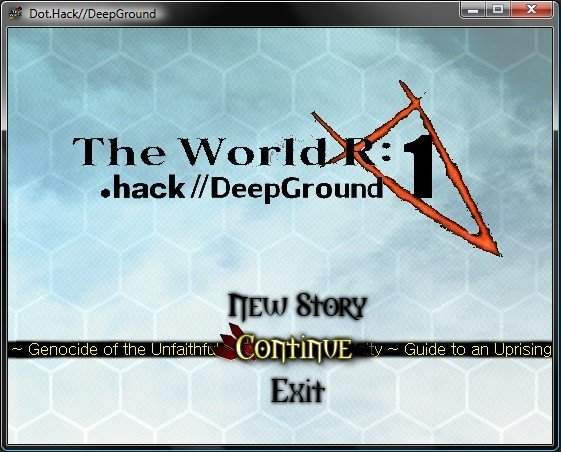 Dot.Hack//DeepGround
The World R:1
.hack//DeepGround
New Story
Continue
~ Genocide of the Unfaithfu ty ~ Guide to an Uprising
Exit